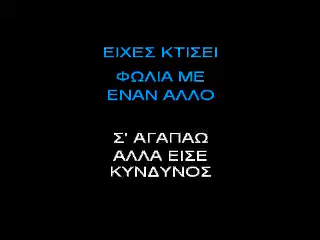 ΕΙΧΕΣ ΚΤΙΣΕΙ
ΦΩΛΙΑ ΜΕ
ΕΝΑΝ ΑΛΛΟ
Σ' ΑΓΑΠΑΩ
ΑΛΛΑ ΕΙΣΕ
ΚΥΝΔΥΝΟΣ